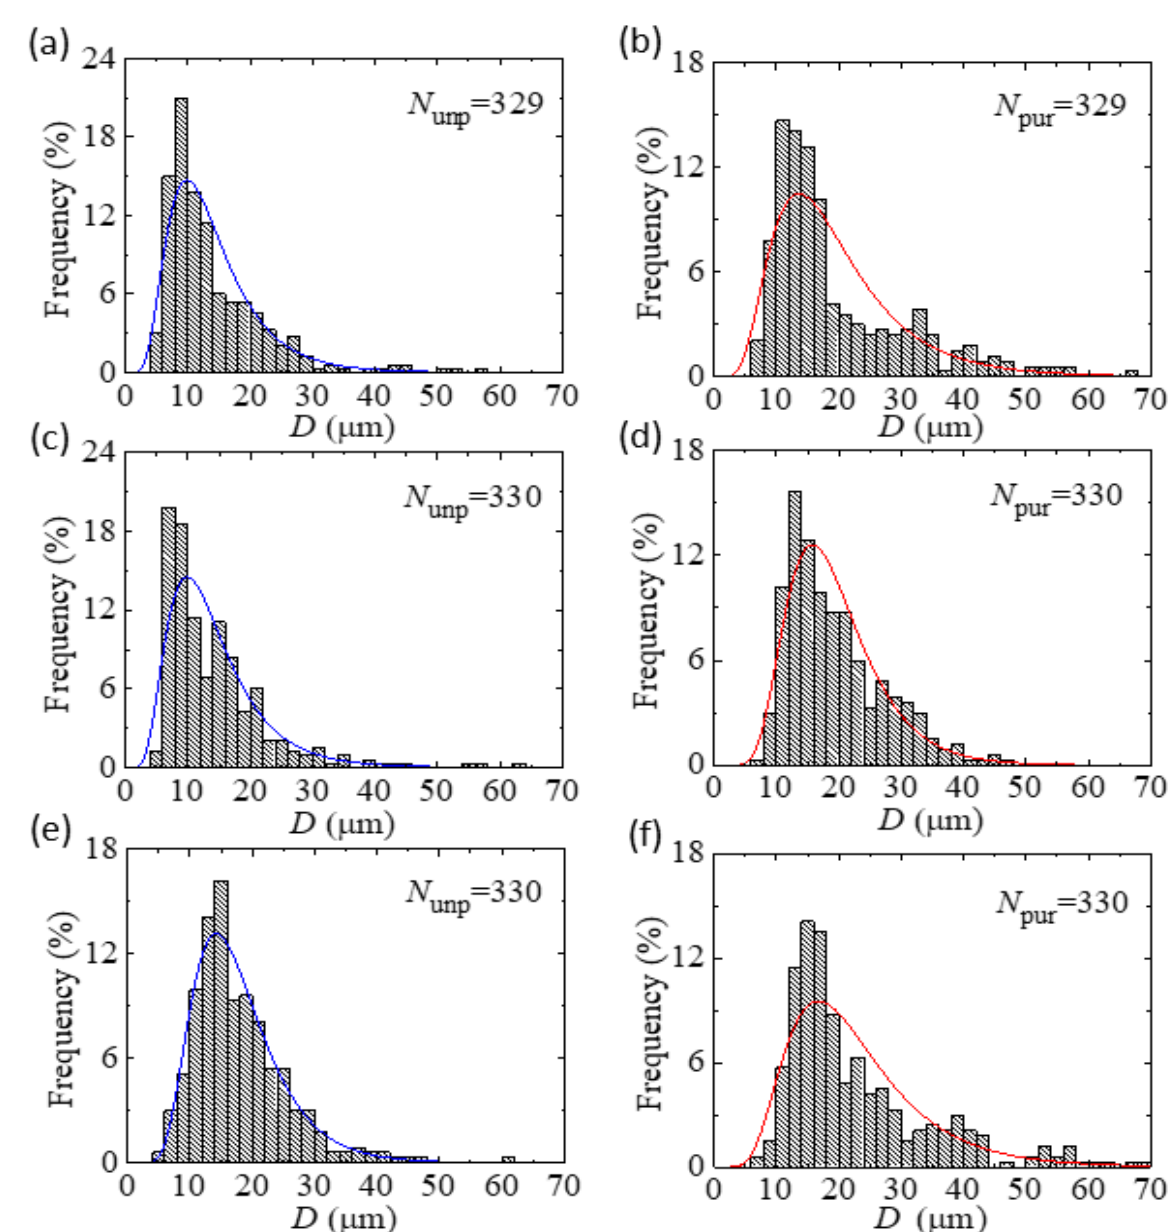 (a)
24
18
12
6
0
Frequency (%)
N_unp=329
0 10 20 30 40 50 60 70
D (μm)
(b)
18
12
6
0
Frequency (%)
N_pur=329
0 10 20 30 40 50 60 70
D (μm)
(c)
24
18
12
6
0
Frequency (%)
N_unp=330
0 10 20 30 40 50 60 70
D (μm)
(d)
18
12
6
0
Frequency (%)
N_pur=330
0 10 20 30 40 50 60 70
D (μm)
(e)
18
12
6
0
Frequency (%)
N_unp=330
0 10 20 30 40 50 60 70
D (μm)
(f)
18
12
6
0
Frequency (%)
N_pur=330
0 10 20 30 40 50 60 70
D (μm)